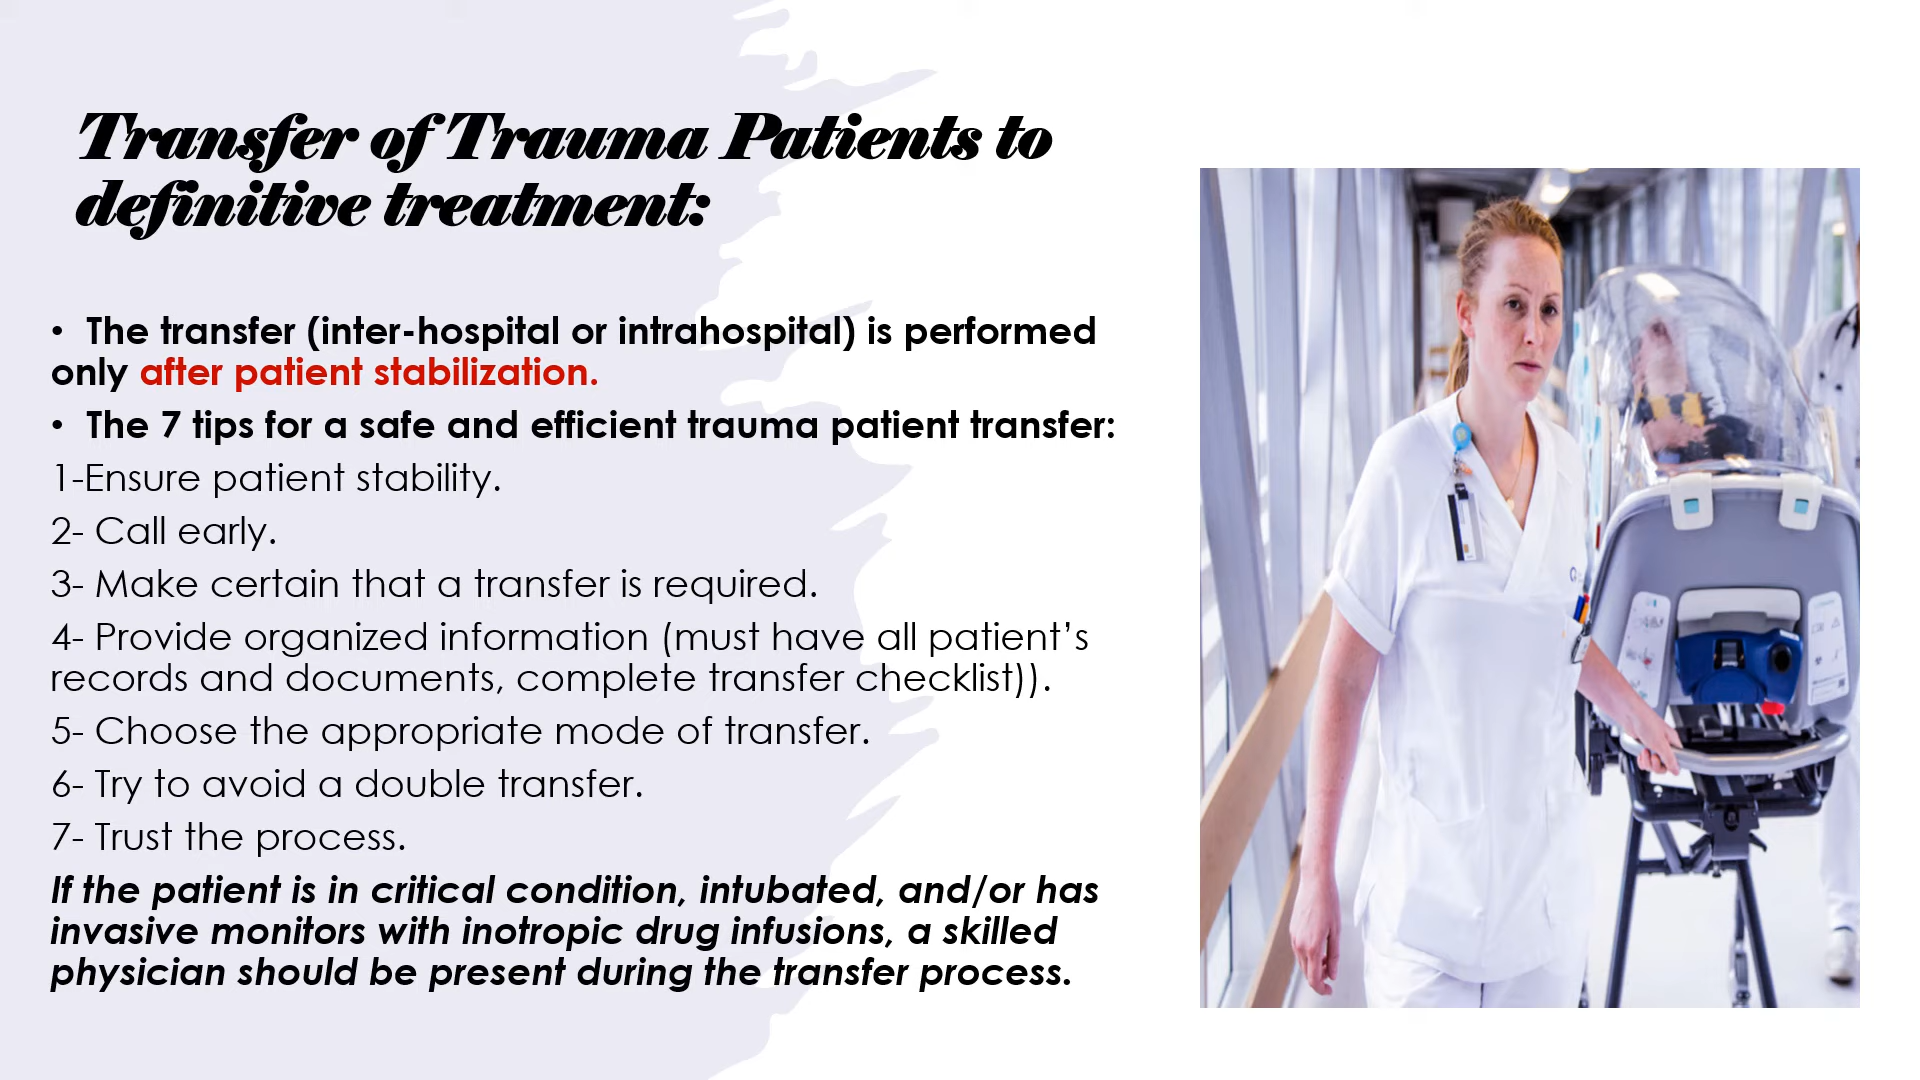 Transfer of Trauma Patients to
definitive treatment:
• The transfer (inter-hospital or intrahospital) is performed
only after patient stabilization.
• The 7 tips for a safe and efficient trauma patient transfer:
1-Ensure patient stability.
2- Call early.
3- Make certain that a transfer is required.
4- Provide organized information (must have all patient’s
records and documents, complete transfer checklist)).
5- Choose the appropriate mode of transfer.
6- Try to avoid a double transfer.
7- Trust the process.
If the patient is in critical condition, intubated, and/or has
invasive monitors with inotropic drug infusions, a skilled
physician should be present during the transfer process.